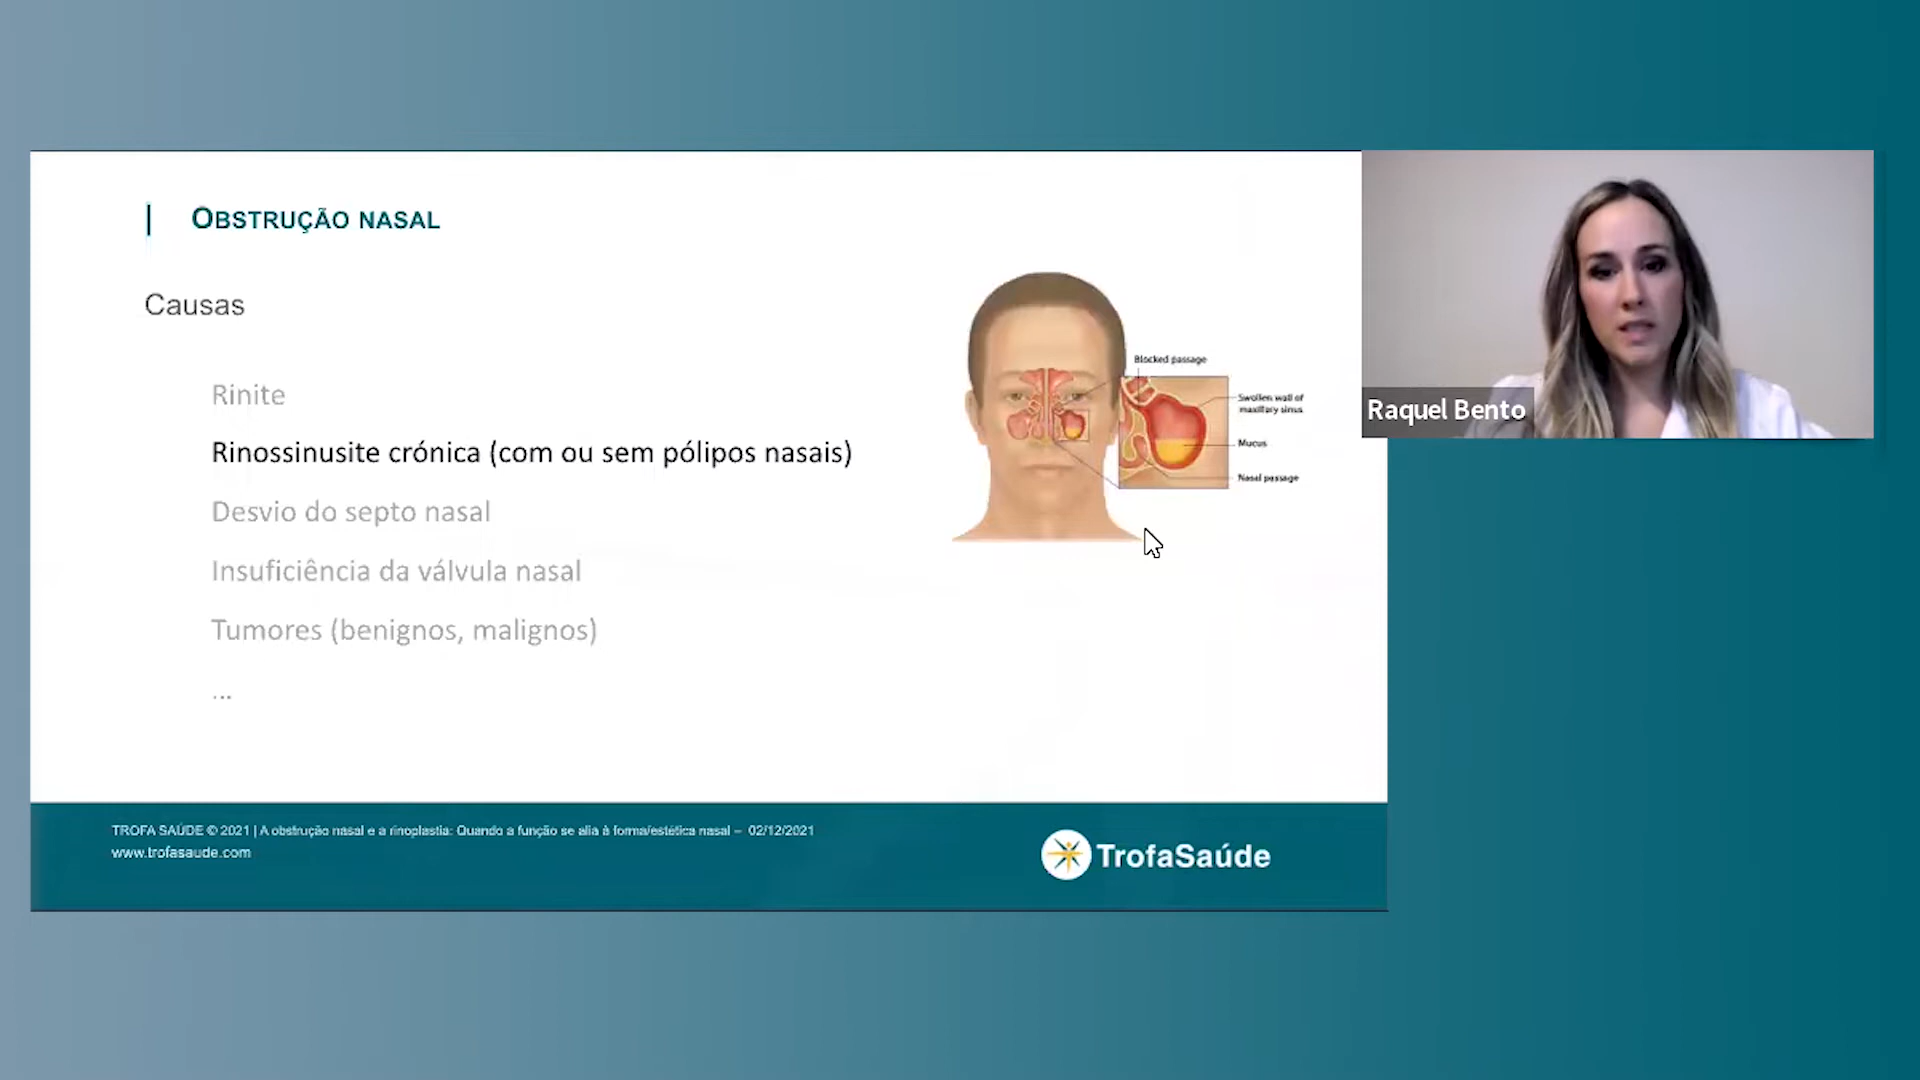 OBSTRUÇÃO NASAL
Causas
Rinite
Rinossinusite crónica (com ou sem pólipos nasais)
Desvio do septo nasal
Insuficiência da válvula nasal
Tumores (benignos, malignos)
...
Blocked passage
Swollen wall of
maxillary sinus
Mucus
Nasal passage
Raquel Bento
TROFA SAÚDE © 2021 | A obstrução nasal e a rinoplastia: Quando a função se alia à forma/estética nasal – 02/12/2021
www.trofasaude.com
TrofaSaúde